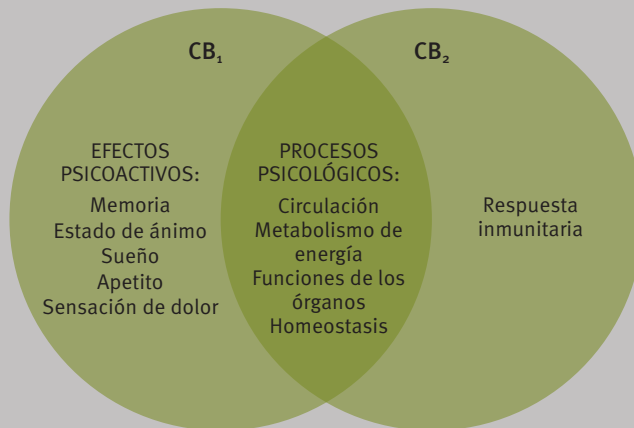 CB₁
EFECTOS
PSICOACTIVOS:
Memoria
Estado de ánimo
Sueño
Apetito
Sensación de dolor
PROCESOS
PSICOLÓGICOS:
Circulación
Metabolismo de
energía
Funciones de los
órganos
Homeostasis
CB₂
Respuesta
inmunitaria